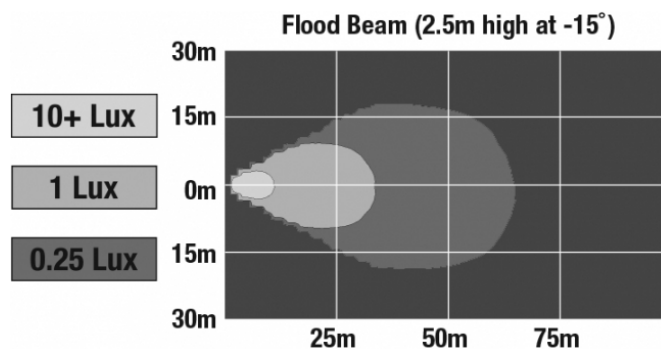 Flood Beam (2.5m high at -15˚)
30m
10+ Lux
15m
1 Lux
0m
0.25 Lux
15m
30m
25m 50m 75m